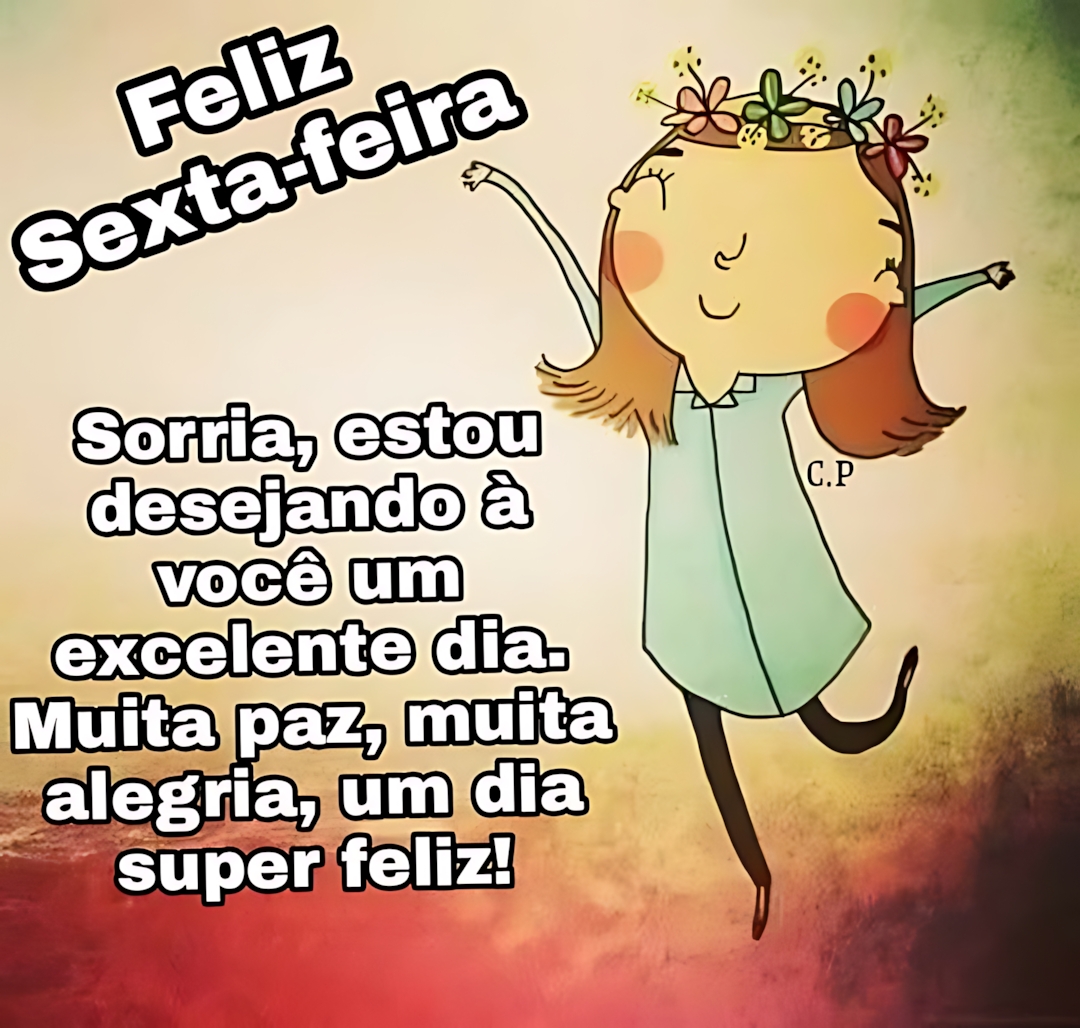 Feliz
Sexta-feira
Sorria, estou
desejando à
você um
excelente dia.
Muita paz, muita
alegria, um dia
super feliz!
C.P